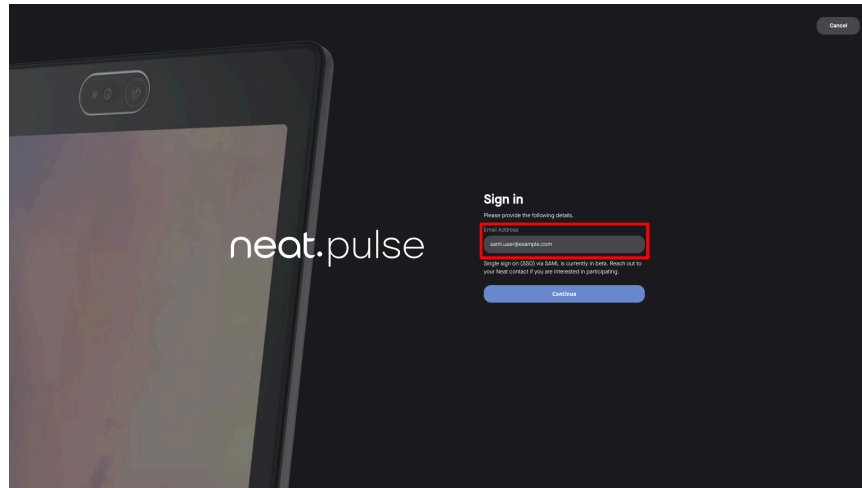 Cancel
Sign in
Please provide the following details.
neat.pulse
Email Address
saml.user@example.com
Single sign on (SSO) via SAML is currently in beta. Reach out to
your Neat contact if you are interested in participating.
Continue